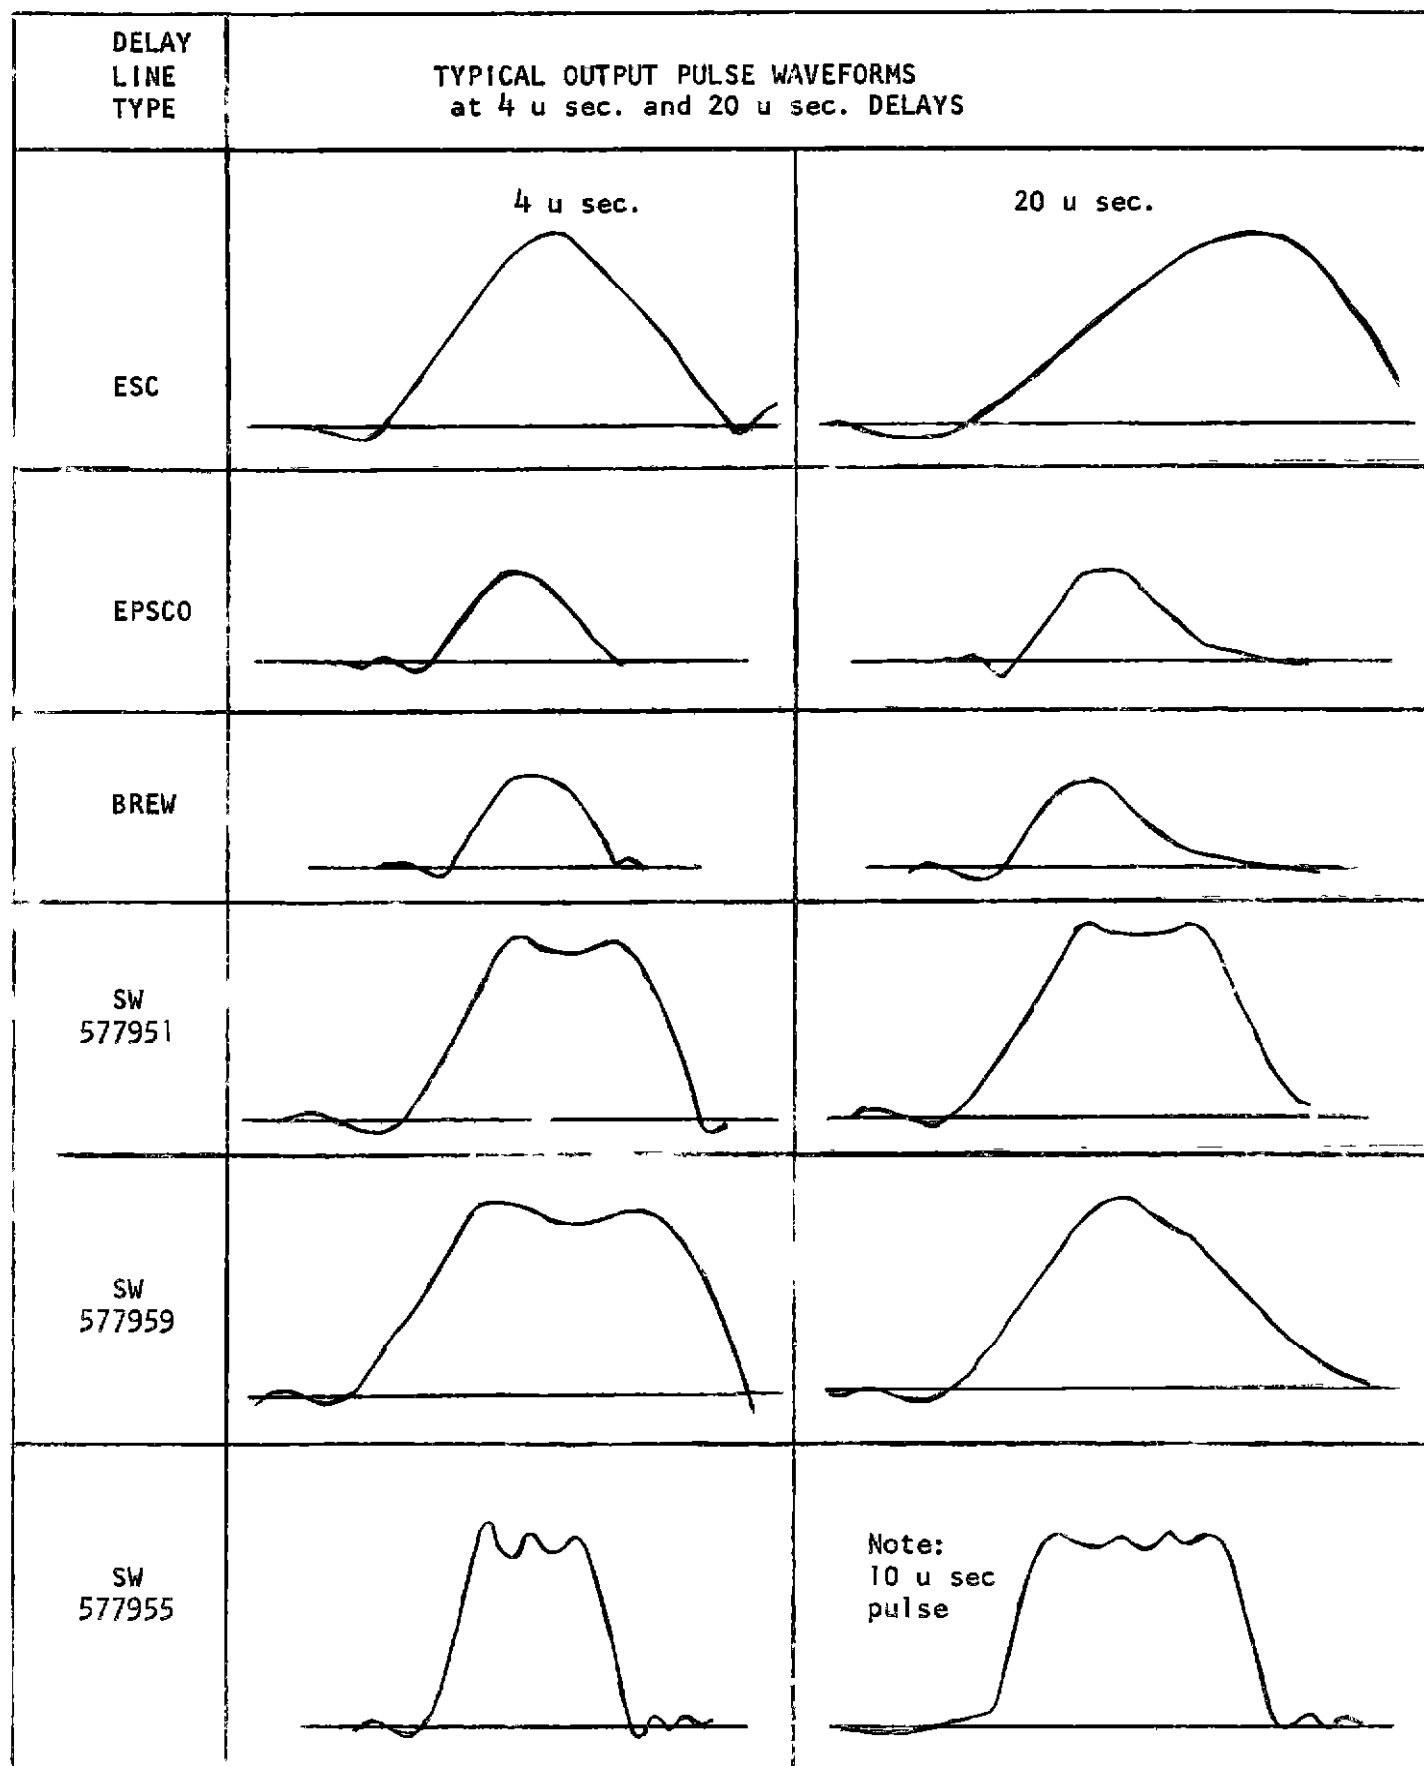 DELAY
LINE
TYPE
TYPICAL OUTPUT PULSE WAVEFORMS
at 4 u sec. and 20 u sec. DELAYS
4 u sec.
20 u sec.
ESC
EPSCO
BREW
SW
577951
SW
577959
SW
577955
Note:
10 u sec
pulse